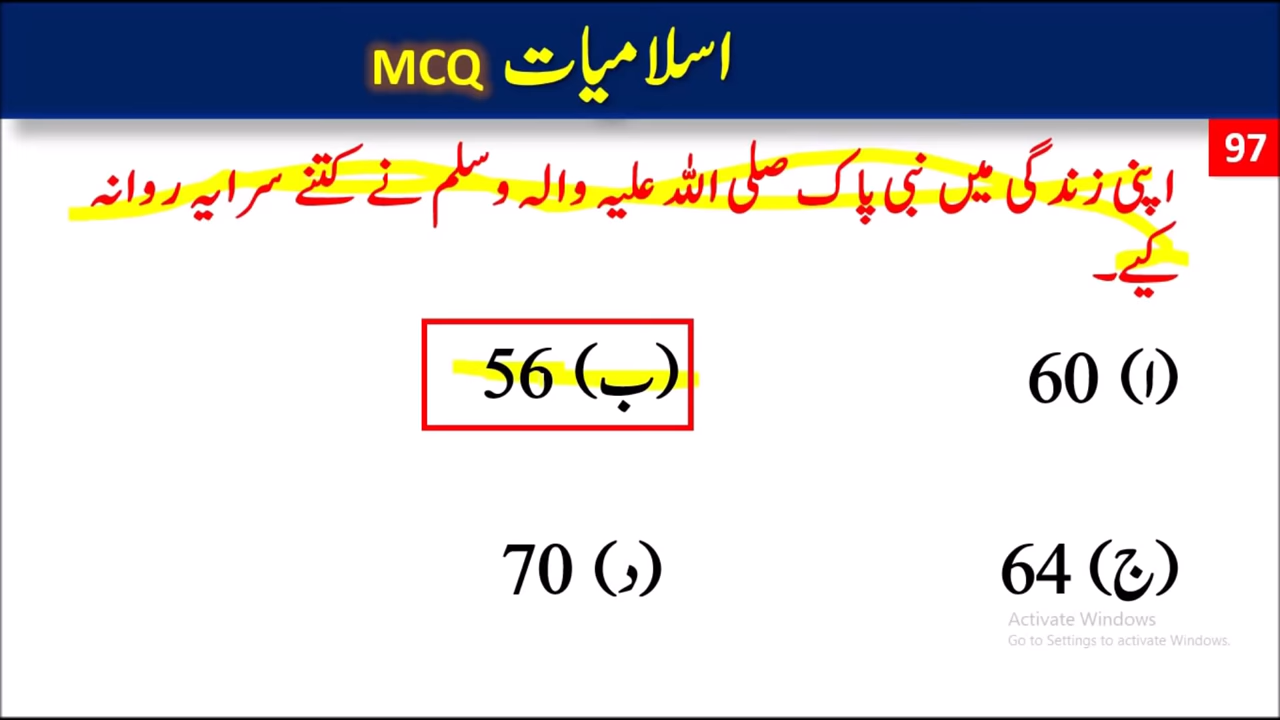 اسلامیات MCQ
97
اپنی زندگی میں نبی پاک صلی اللہ علیہ والہ وسلم نے کتنے سرایہ روانہ
کیے۔
(ا) 60
(ب) 56
(ج) 64
(د) 70
Activate Windows
Go to Settings to activate Windows.